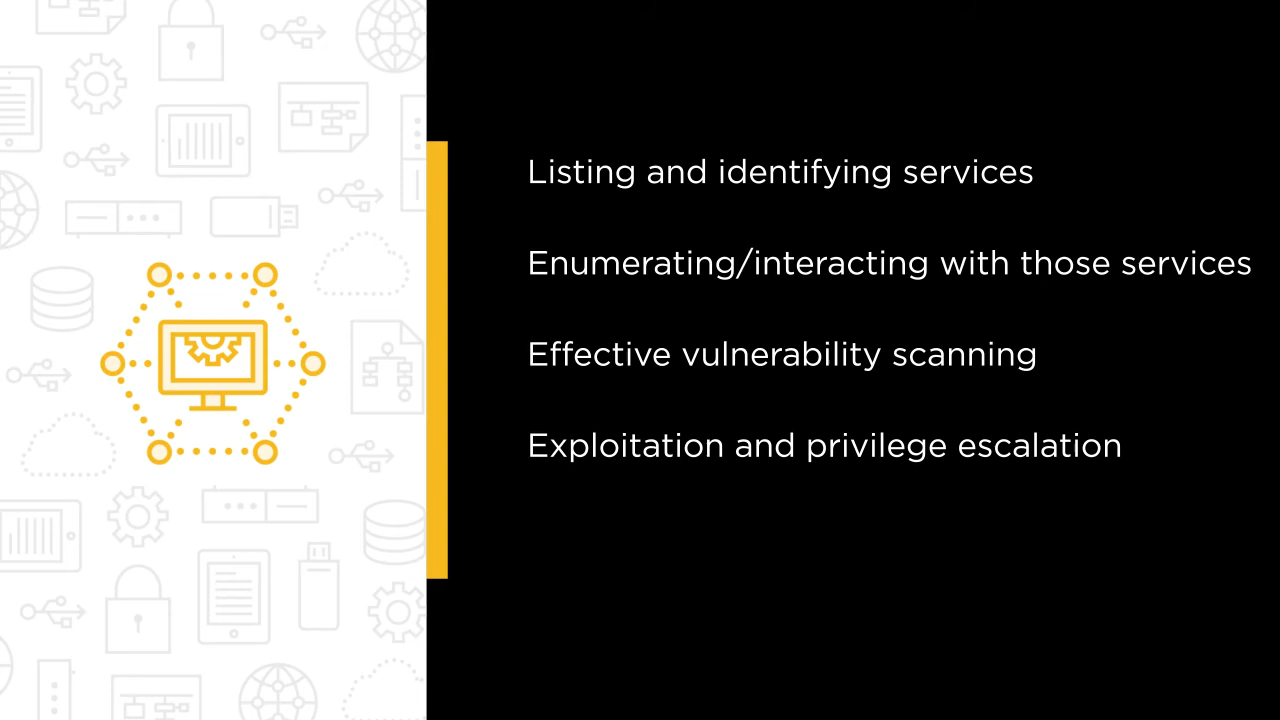 Listing and identifying services
Enumerating/interacting with those services
Effective vulnerability scanning
Exploitation and privilege escalation